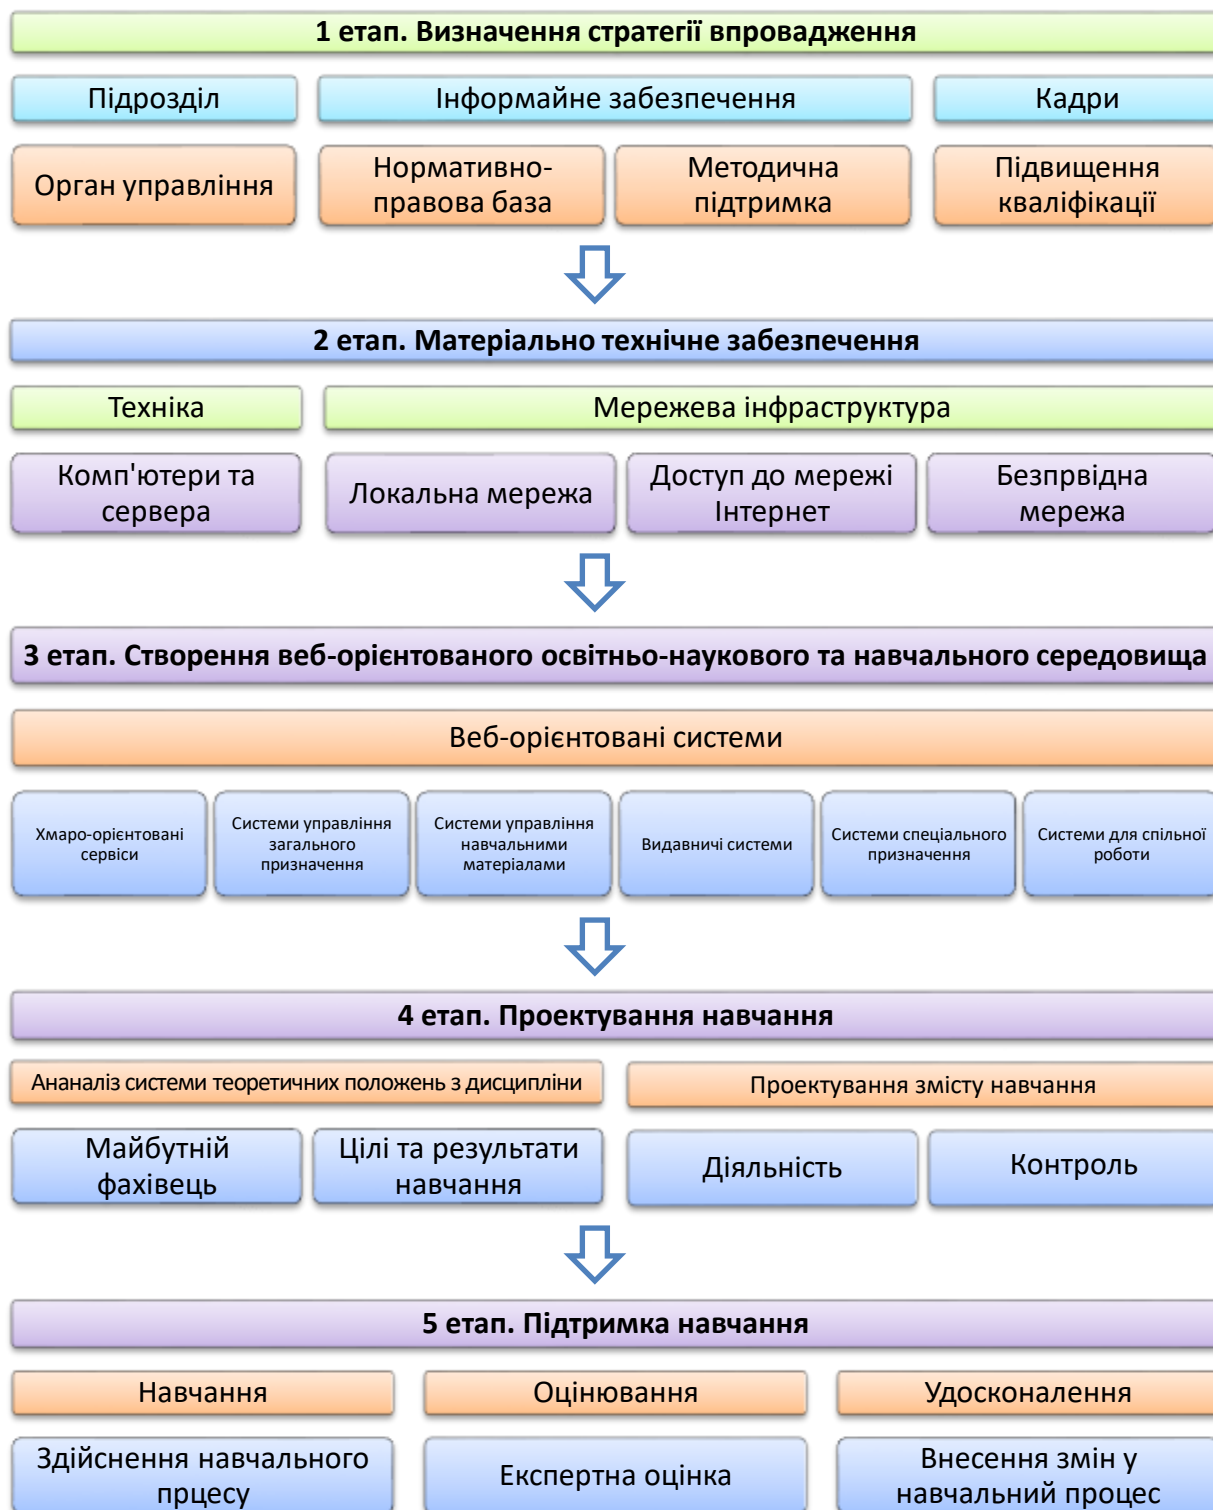 1 етап. Визначення стратегії впровадження
Підрозділ
Інформайне забезпечення
Кадри
Орган управління
Нормативно-
правова база
Методична
підтримка
Підвищення
кваліфікації
2 етап. Матеріально технічне забезпечення
Техніка
Мережева інфраструктура
Комп'ютери та
сервера
Локальна мережа
Доступ до мережі
Інтернет
Безпрвідна
мережа
3 етап. Створення веб-орієнтованого освітньо-наукового та навчального середовища
Веб-орієнтовані системи
Хмаро-орієнтовані
сервіси
Системи управління
загального
призначення
Системи управління
навчальними
матеріалами
Видавничі системи
Системи спеціального
призначення
Системи для спільної
роботи
4 етап. Проектування навчання
Ананаліз системи теоретичних положень з дисципліни
Проектування змісту навчання
Майбутній
фахівець
Цілі та результати
навчання
Діяльність
Контроль
5 етап. Підтримка навчання
Навчання
Оцінювання
Удосконалення
Здійснення навчального
прцесу
Експертна оцінка
Внесення змін у
навчальний процес